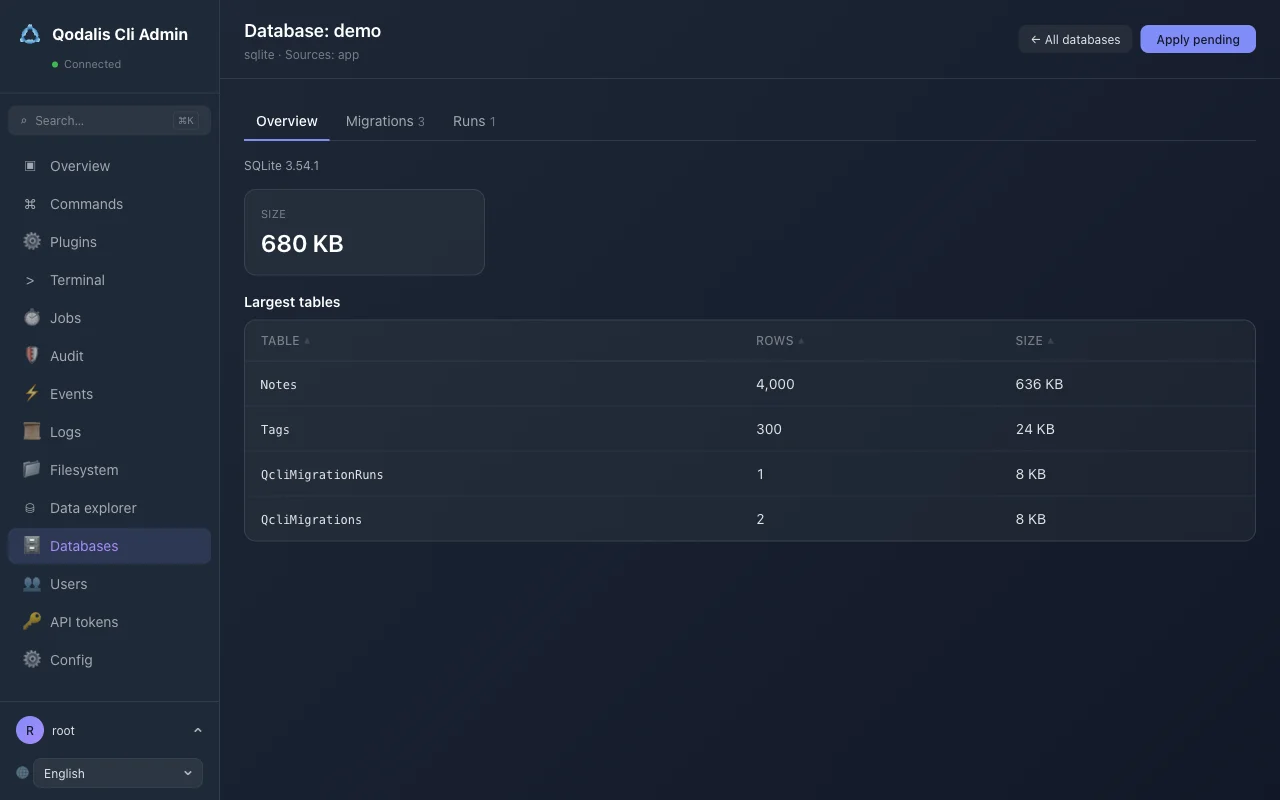 Qodalis Cli Admin
Connected
Search...
⌘K
Overview
Commands
Plugins
Terminal
Jobs
Audit
Events
Logs
Filesystem
Data explorer
Databases
Users
API tokens
Config
R
root
English
Database: demo
sqlite · Sources: app
← All databases
Apply pending
Overview
Migrations 3
Runs 1
SQLite 3.54.1
SIZE
680 KB
Largest tables
TABLE ROWS SIZE
Notes 4,000 636 KB
Tags 300 24 KB
QcliMigrationRuns 1 8 KB
QcliMigrations 2 8 KB